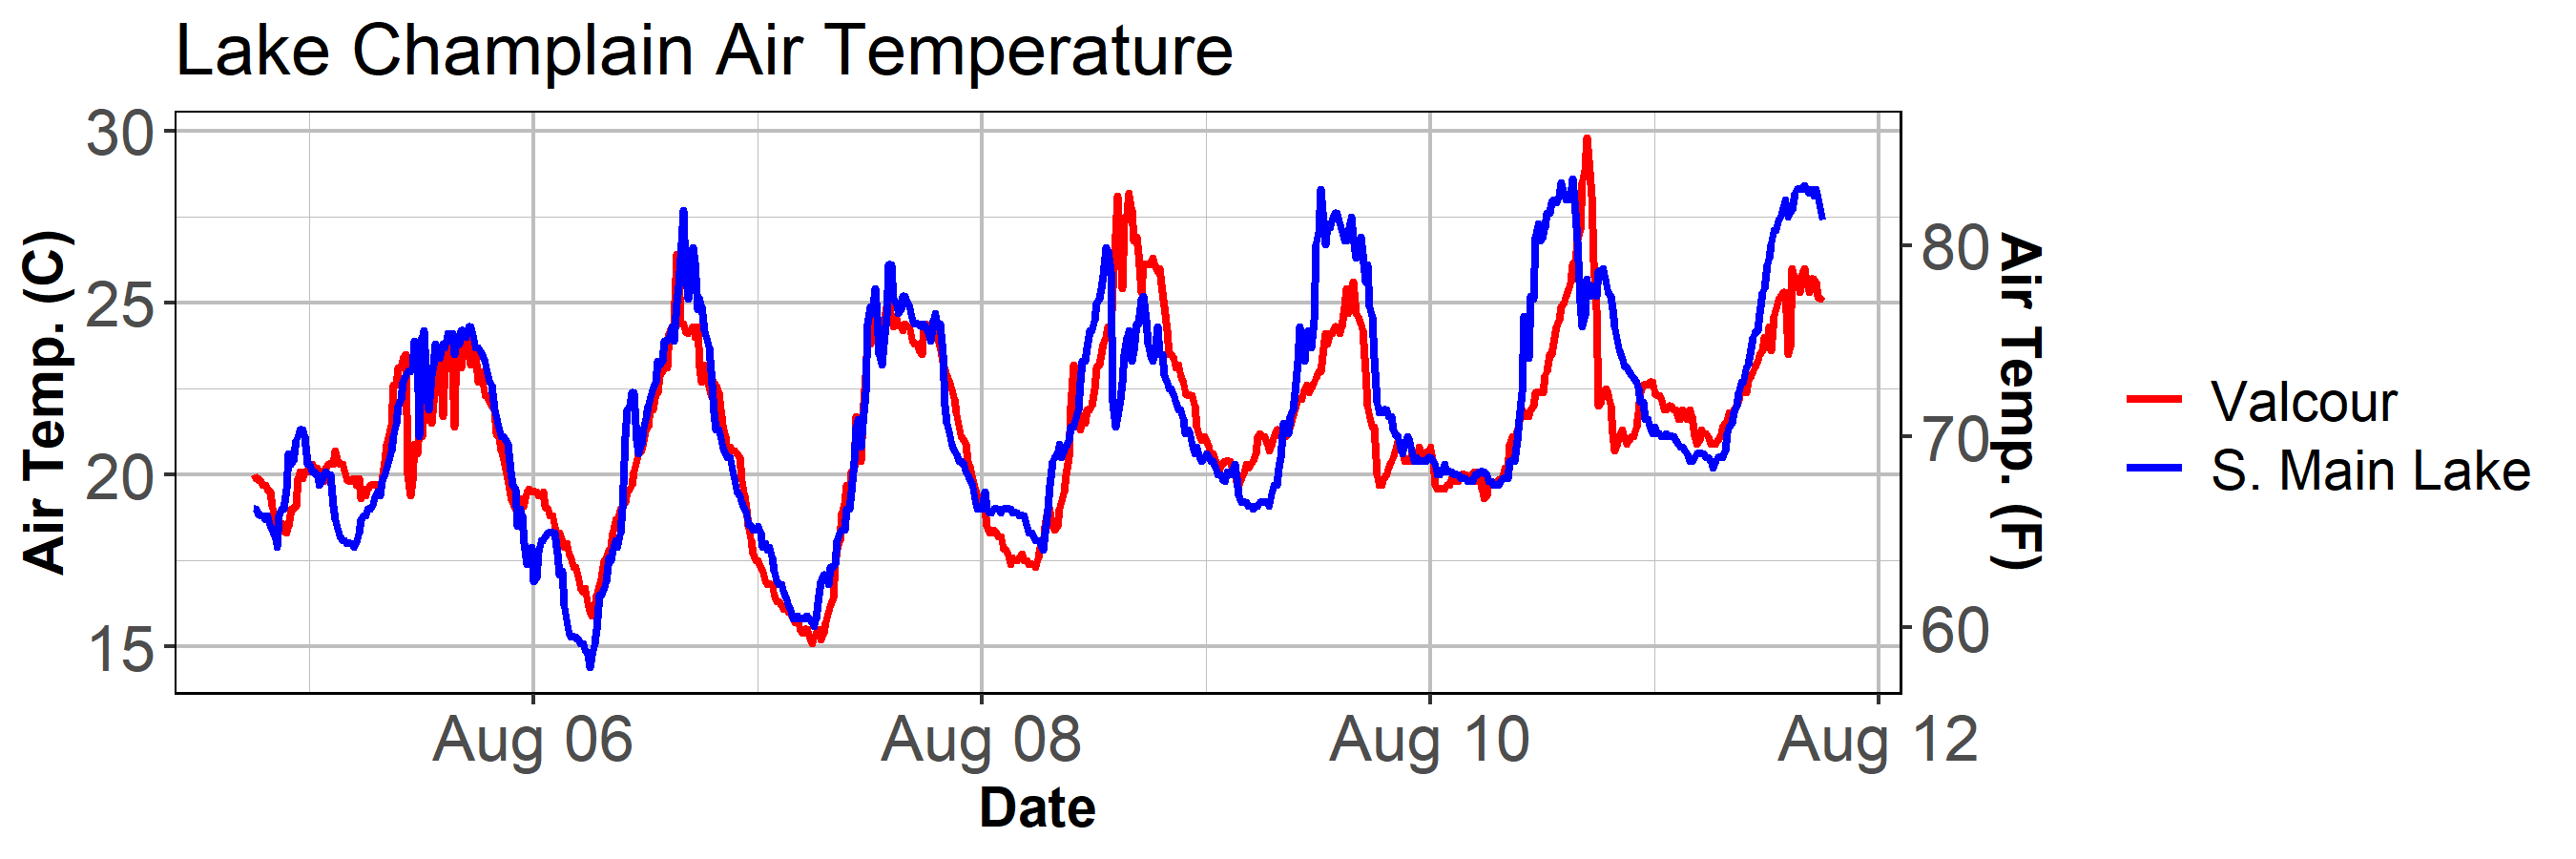 Lake Champlain Air Temperature
Air Temp. (C)
30
25
20
15
80
70
60
Air Temp. (F)
Aug 06
Aug 08
Aug 10
Aug 12
Date
Valcour
S. Main Lake